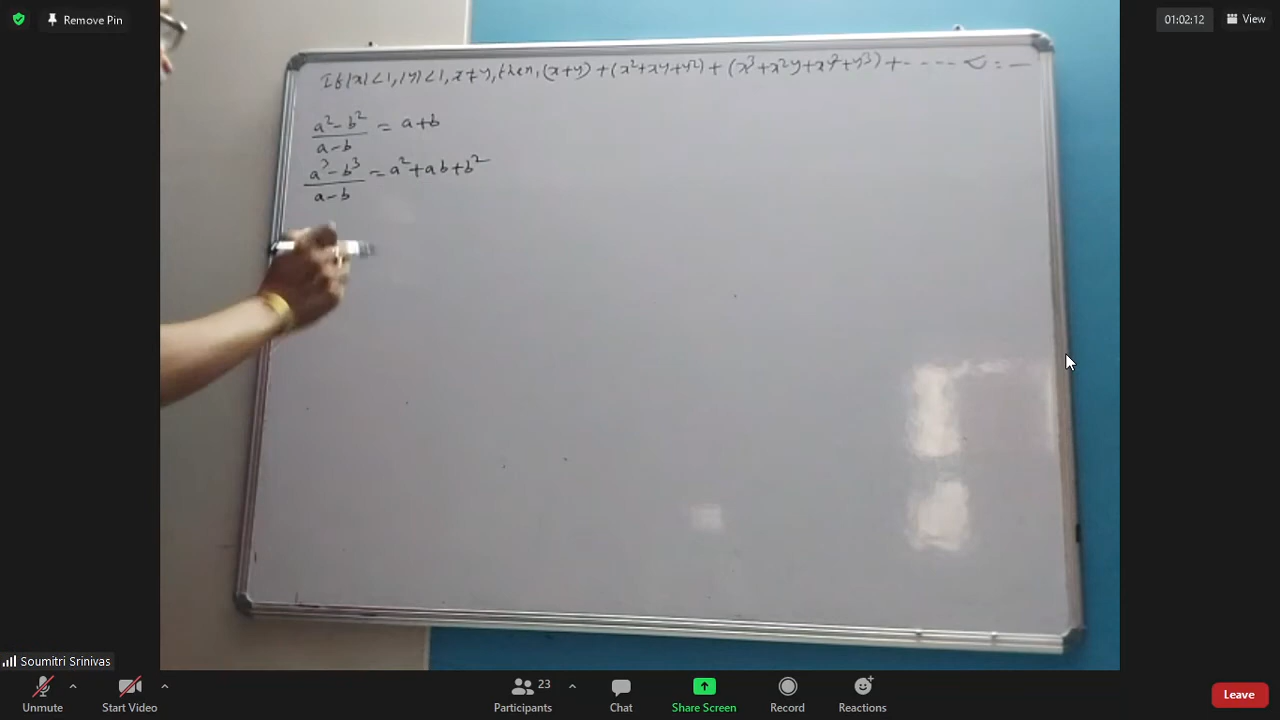 Remove Pin
01:02:12
View
If |x|<1, |y|<1, x≠y, then, (x+y) + (x²+xy+y²) + (x³+x²y+xy²+y³) + ----- ∞ = —
a²-b²/a-b = a+b
a³-b³/a-b = a²+ab+b²
Soumitri Srinivas
Unmute
Start Video
23
Participants
Chat
Share Screen
Record
Reactions
Leave